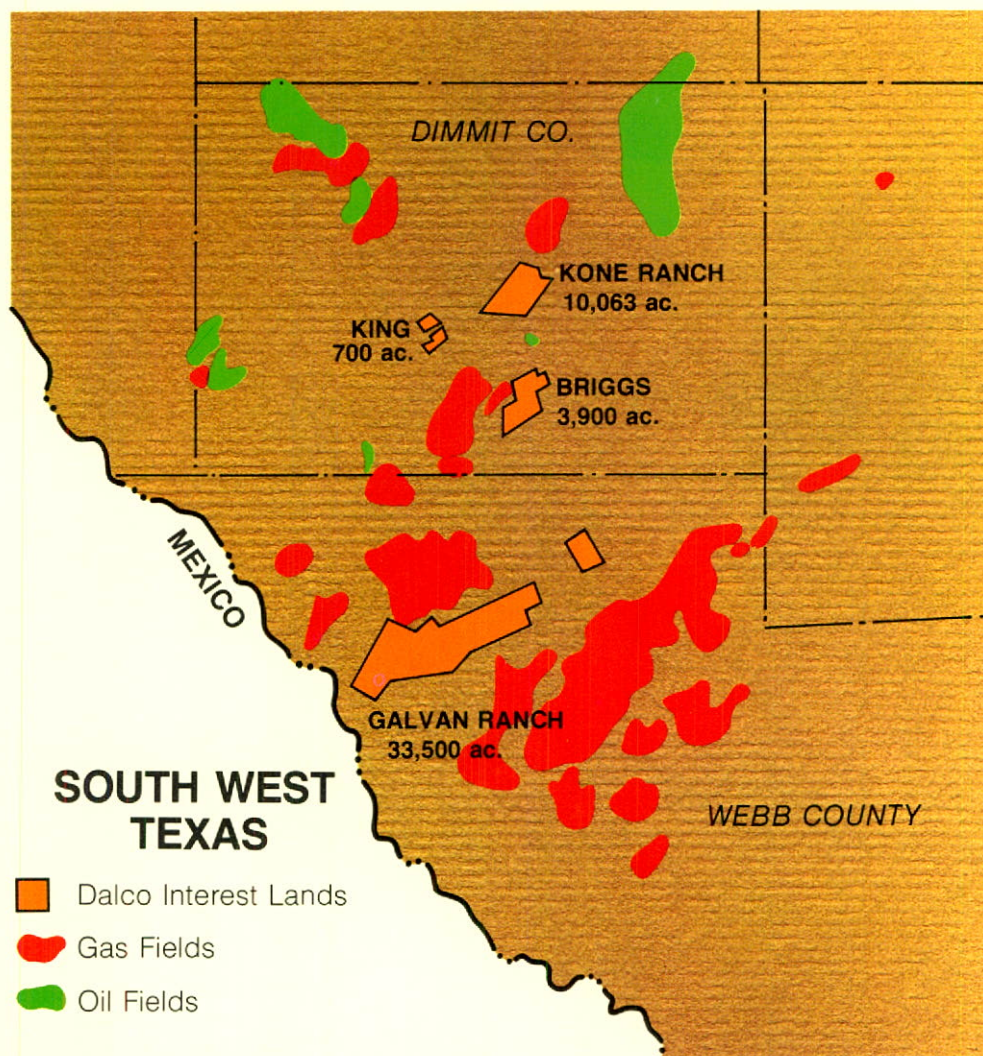 DIMMIT CO.
KONE RANCH
10,063 ac.
KING
700 ac.
BRIGGS
3,900 ac.
MEXICO
GALVAN RANCH
33,500 ac.
SOUTH WEST
TEXAS
WEBB COUNTY
Dalco Interest Lands
Gas Fields
Oil Fields